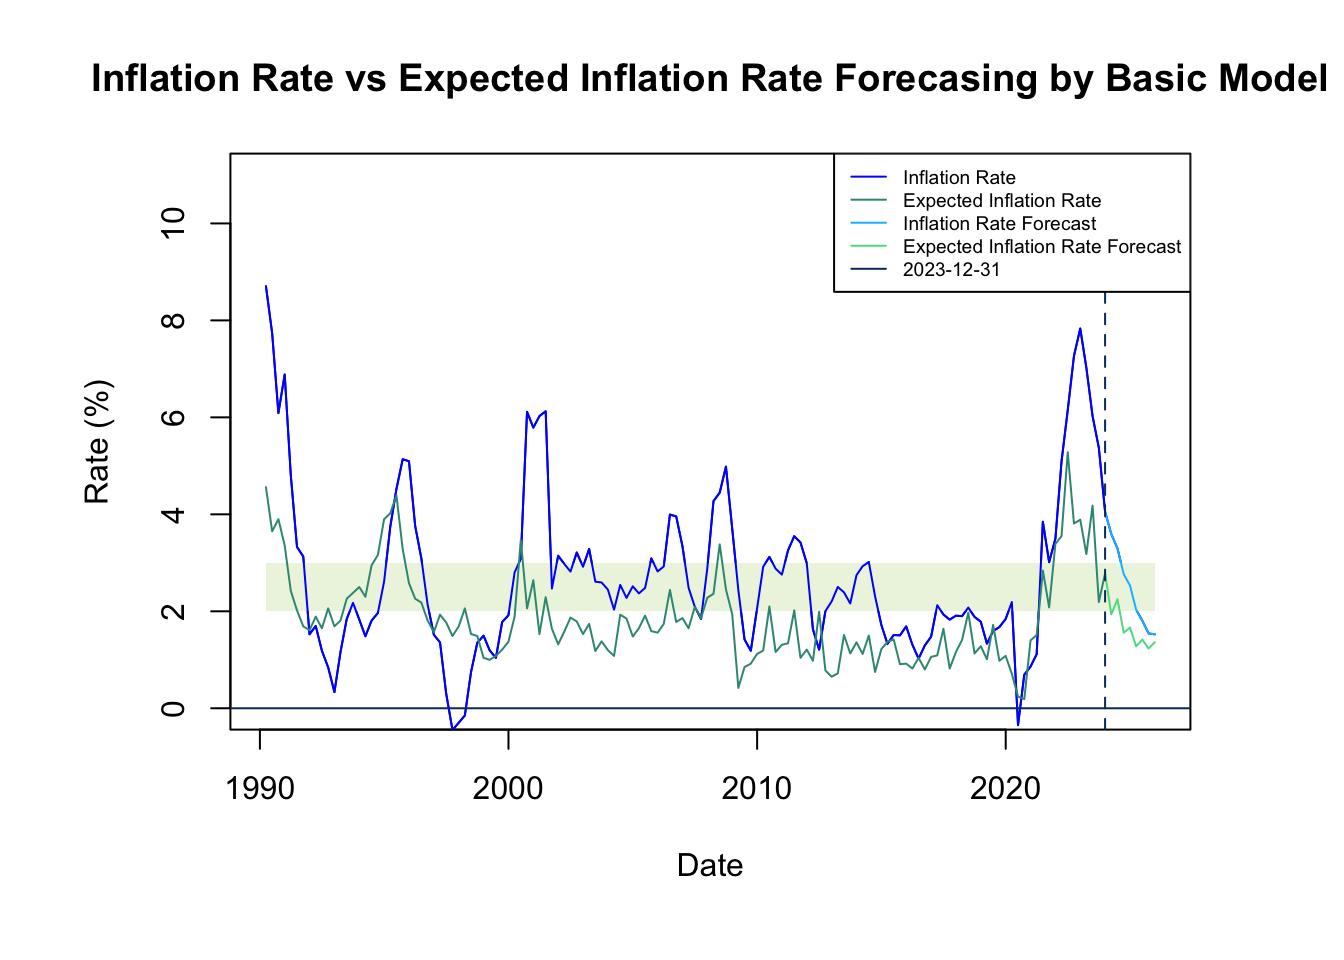 Inflation Rate vs Expected Inflation Rate Forecasing by Basic Model
Inflation Rate
Expected Inflation Rate
Inflation Rate Forecast
Expected Inflation Rate Forecast
2023-12-31
Rate (%)
10
8
6
4
2
0
1990 2000 2010 2020
Date